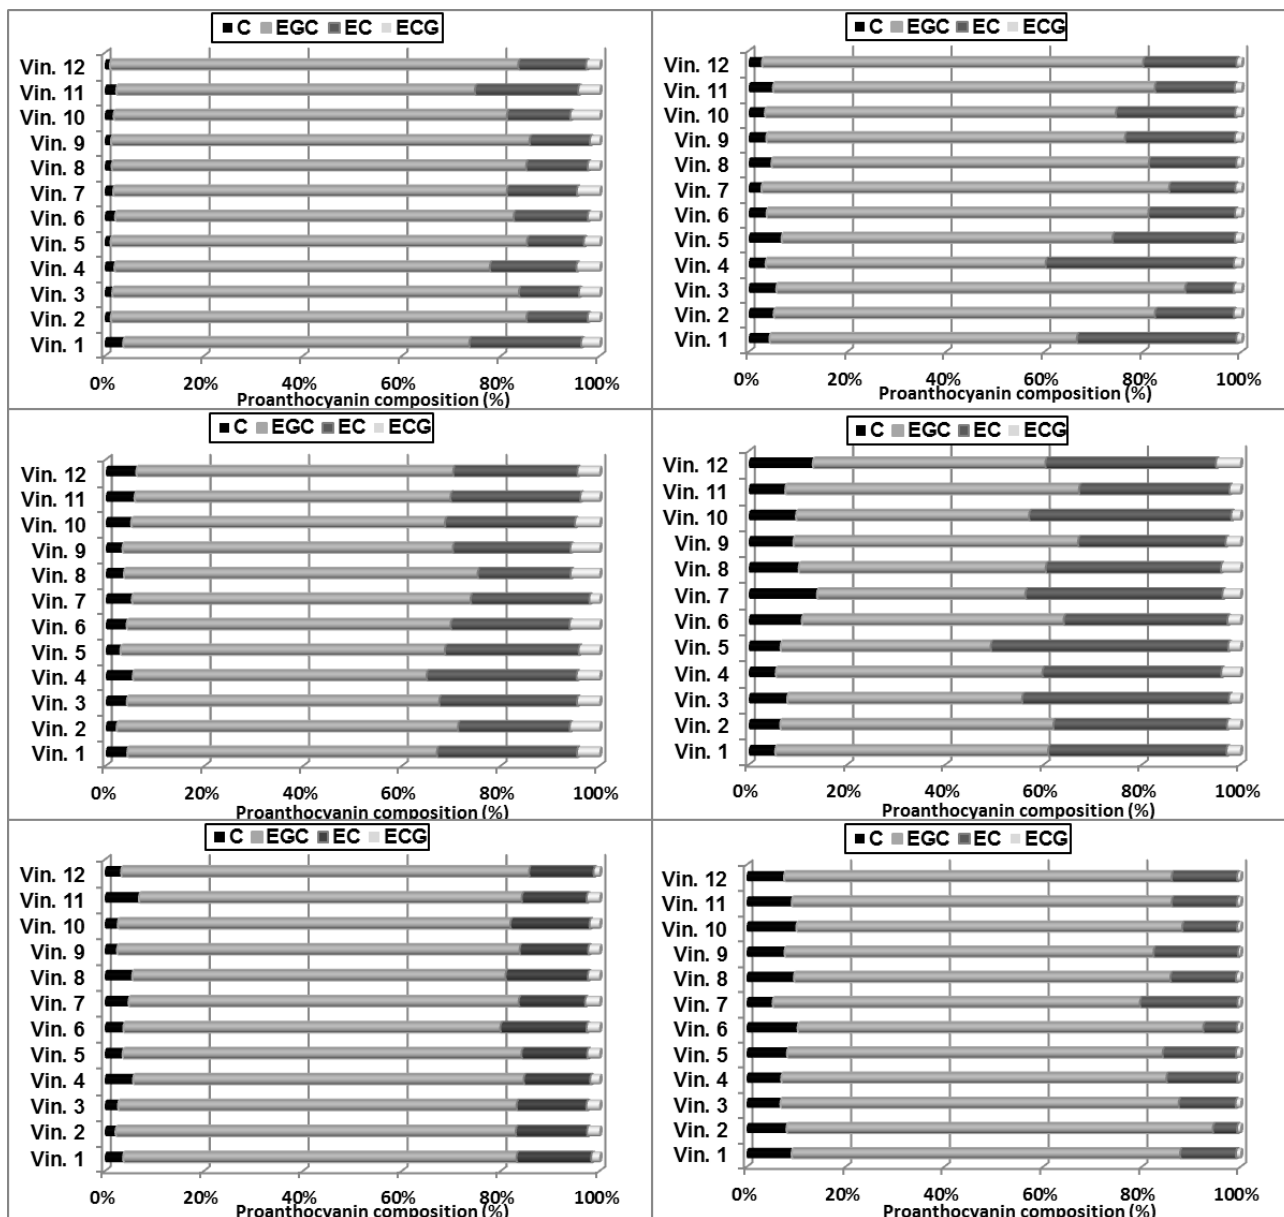 C EGC EC ECG
Vin. 12
Vin. 11
Vin. 10
Vin. 9
Vin. 8
Vin. 7
Vin. 6
Vin. 5
Vin. 4
Vin. 3
Vin. 2
Vin. 1
0% 20% 40% 60% 80% 100%
Proanthocyanin composition (%)
C EGC EC ECG
Vin. 12
Vin. 11
Vin. 10
Vin. 9
Vin. 8
Vin. 7
Vin. 6
Vin. 5
Vin. 4
Vin. 3
Vin. 2
Vin. 1
0% 20% 40% 60% 80% 100%
Proanthocyanin composition (%)
C EGC EC ECG
Vin. 12
Vin. 11
Vin. 10
Vin. 9
Vin. 8
Vin. 7
Vin. 6
Vin. 5
Vin. 4
Vin. 3
Vin. 2
Vin. 1
0% 20% 40% 60% 80% 100%
Proanthocyanin composition (%)
C EGC EC ECG
Vin. 12
Vin. 11
Vin. 10
Vin. 9
Vin. 8
Vin. 7
Vin. 6
Vin. 5
Vin. 4
Vin. 3
Vin. 2
Vin. 1
0% 20% 40% 60% 80% 100%
Proanthocyanin composition (%)
C EGC EC ECG
Vin. 12
Vin. 11
Vin. 10
Vin. 9
Vin. 8
Vin. 7
Vin. 6
Vin. 5
Vin. 4
Vin. 3
Vin. 2
Vin. 1
0% 20% 40% 60% 80% 100%
Proanthocyanin composition (%)
C EGC EC ECG
Vin. 12
Vin. 11
Vin. 10
Vin. 9
Vin. 8
Vin. 7
Vin. 6
Vin. 5
Vin. 4
Vin. 3
Vin. 2
Vin. 1
0% 20% 40% 60% 80% 100%
Proanthocyanin composition (%)